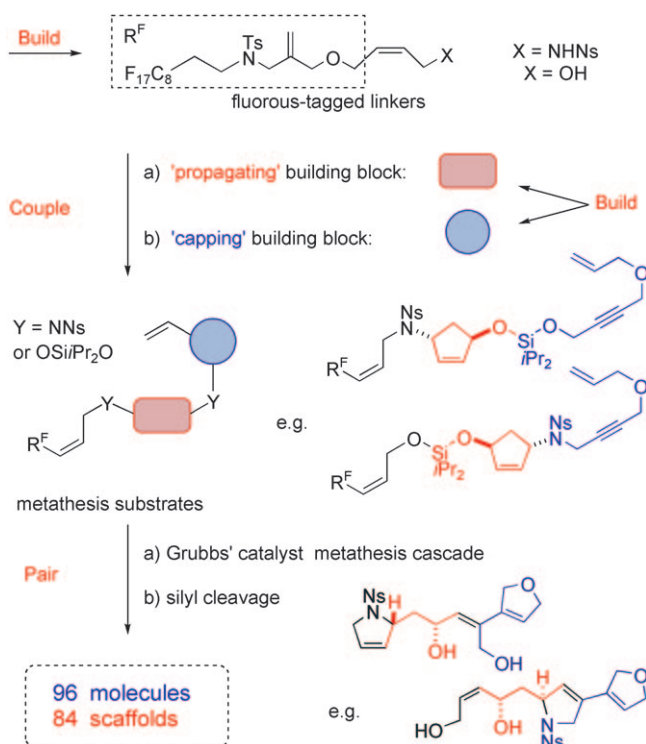 Build
R^F
F₁₇C₈
Ts
N
O
X
fluorous-tagged linkers
X = NHNs
X = OH
Couple
a) 'propagating' building block:
b) 'capping' building block:
Build
Y = NNs
or OSiiPr₂O
Y
Y
R^F
e.g.
Ns
N
O
Si
O
iPr₂
O
R^F
R^F
O
Si
O
iPr₂
Ns
N
O
metathesis substrates
Pair
a) Grubbs' catalyst metathesis cascade
b) silyl cleavage
Ns
N
H
OH
OH
O
96 molecules
84 scaffolds
e.g.
HO
OH
H
N
Ns
O